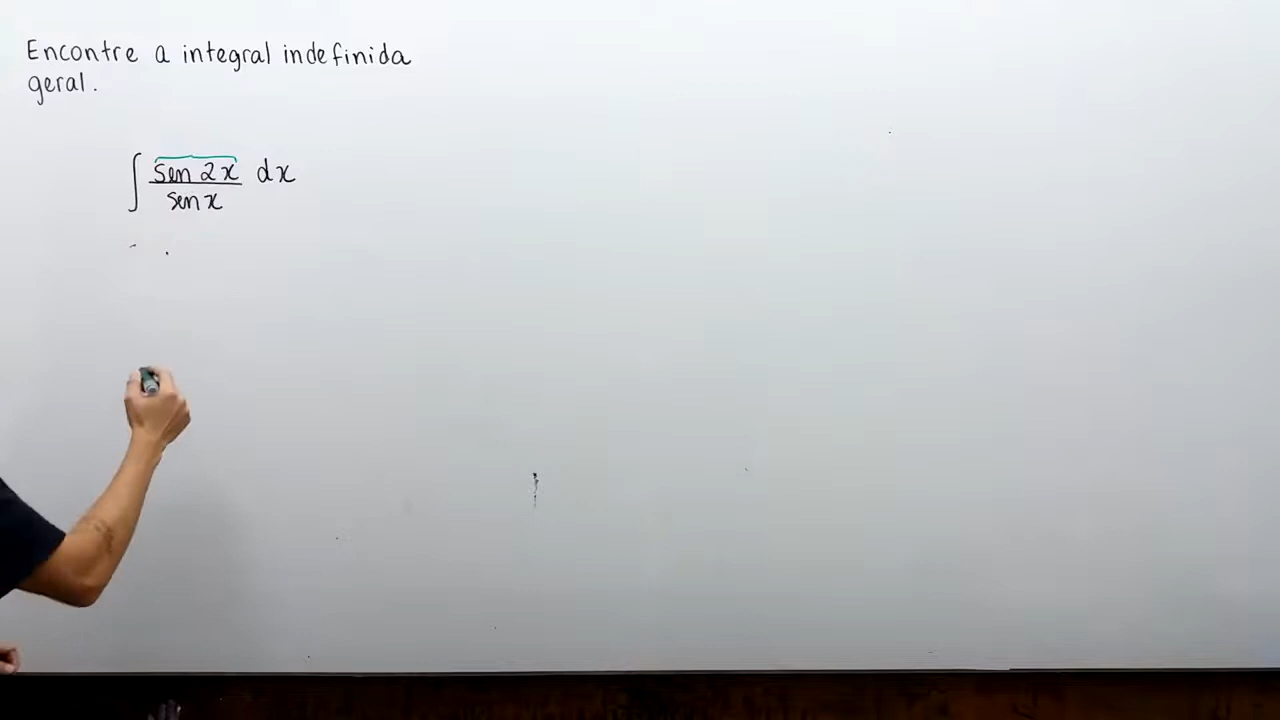 Encontre a integral indefinida
geral.
∫ sen 2x / sen x dx